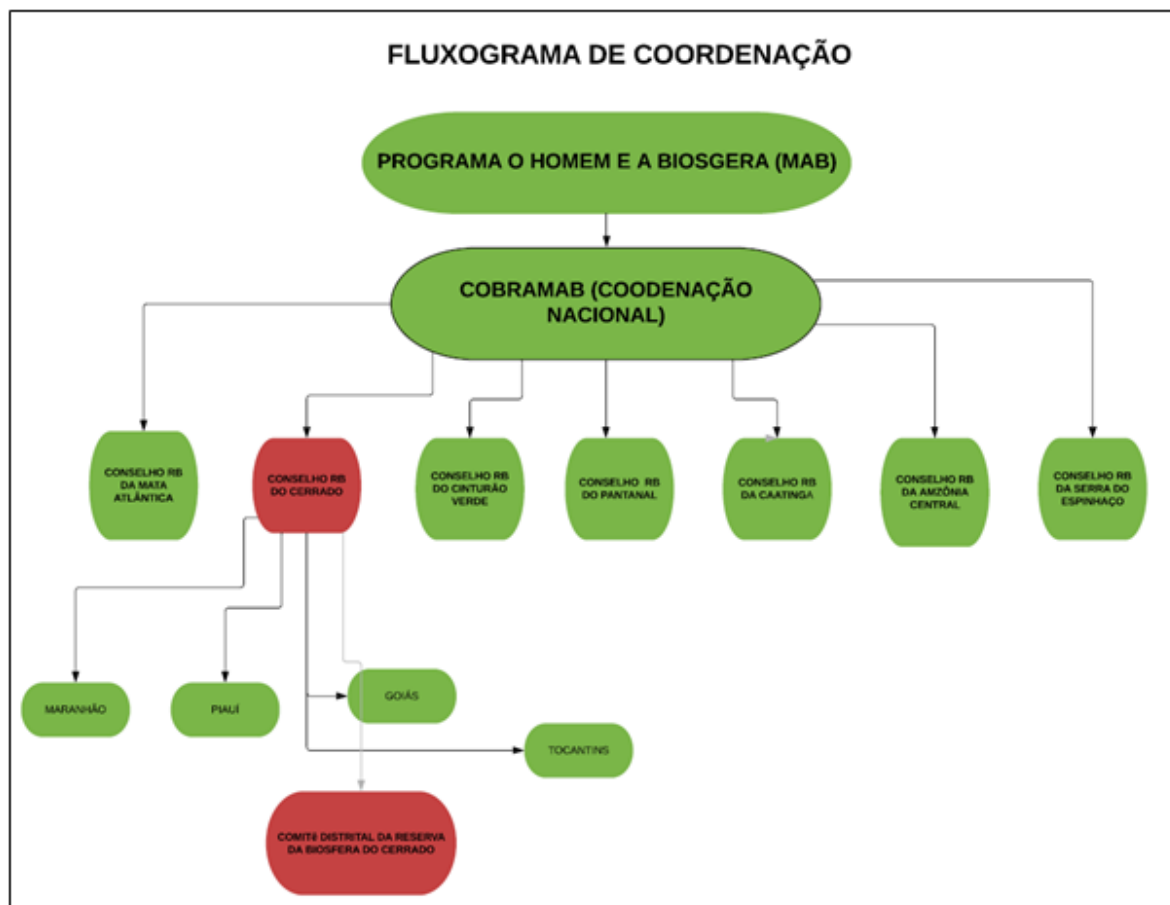 FLUXOGRAMA DE COORDENAÇÃO
PROGRAMA O HOMEM E A BIOSGERA (MAB)
COBRAMAB (COODENAÇÃO
NACIONAL)
CONSELHO RB
DA MATA
ATLÂNTICA
CONSELHO RB
DO CERRADO
CONSELHO RB
DO CINTURÃO
VERDE
CONSELHO RB
DO PANTANAL
CONSELHO RB
DA CAATINGA
CONSELHO RB
DA AMZÔNIA
CENTRAL
CONSELHO RB
DA SERRA DO
ESPINHAÇO
MARANHÃO
PIAUÍ
GOIÁS
TOCANTINS
COMITê DISTRITAL DA RESERVA
DA BIOSFERA DO CERRADO